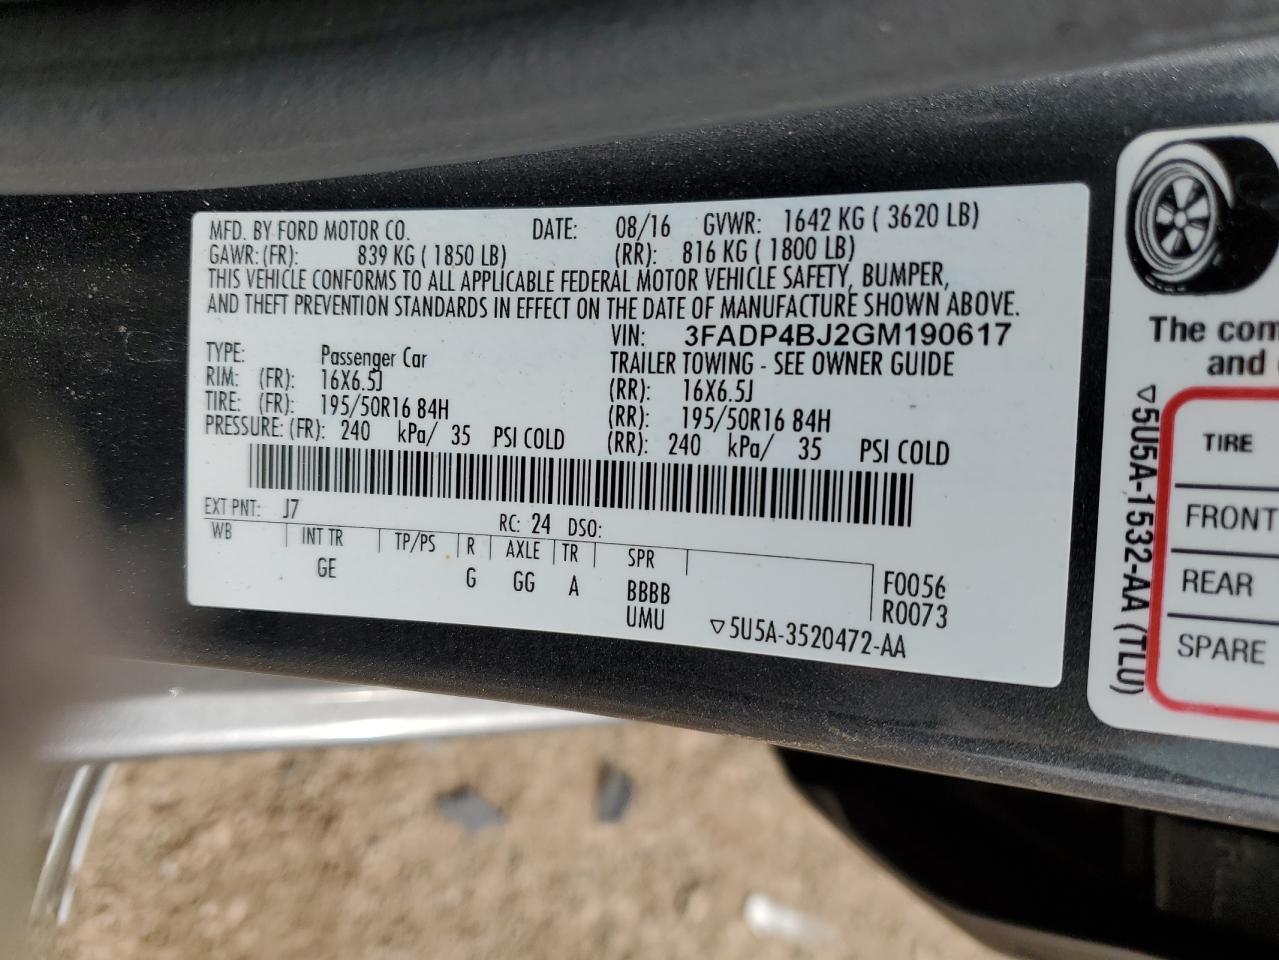 MFD. BY FORD MOTOR CO. DATE: 08/16 GVWR: 1642 KG ( 3620 LB)
GAWR: (FR): 839 KG ( 1850 LB) (RR): 816 KG ( 1800 LB)
THIS VEHICLE CONFORMS TO ALL APPLICABLE FEDERAL MOTOR VEHICLE SAFETY, BUMPER,
AND THEFT PREVENTION STANDARDS IN EFFECT ON THE DATE OF MANUFACTURE SHOWN ABOVE.
VIN: 3FADP4BJ2GM190617
TYPE: Passenger Car TRAILER TOWING - SEE OWNER GUIDE
RIM: (FR): 16X6.5J (RR): 16X6.5J
TIRE: (FR): 195/50R16 84H (RR): 195/50R16 84H
PRESSURE: (FR): 240 kPa/ 35 PSI COLD (RR): 240 kPa/ 35 PSI COLD
EXT PNT: J7 RC: 24 DSO:
WB INT TR TP/PS R AXLE TR SPR
GE G GG A BBBB F0056
UMU R0073
▽5U5A-3520472-AA
The com
and
▽5U5A-1532-AA (TLU)
TIRE
FRONT
REAR
SPARE